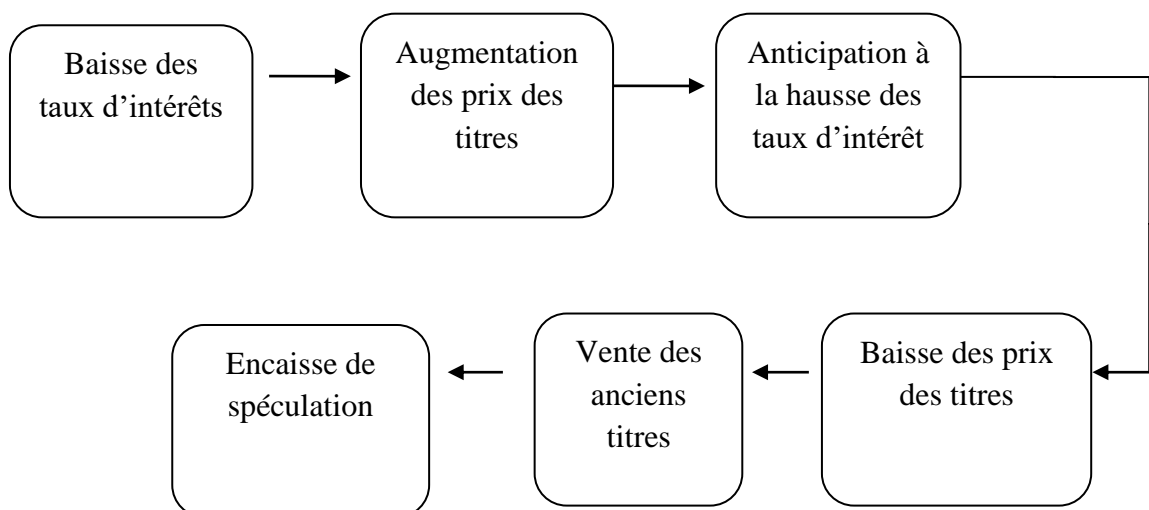 Baisse des
taux d’intérêts
Augmentation
des prix des
titres
Anticipation à
la hausse des
taux d’intérêt
Baisse des prix
des titres
Vente des
anciens
titres
Encaisse de
spéculation